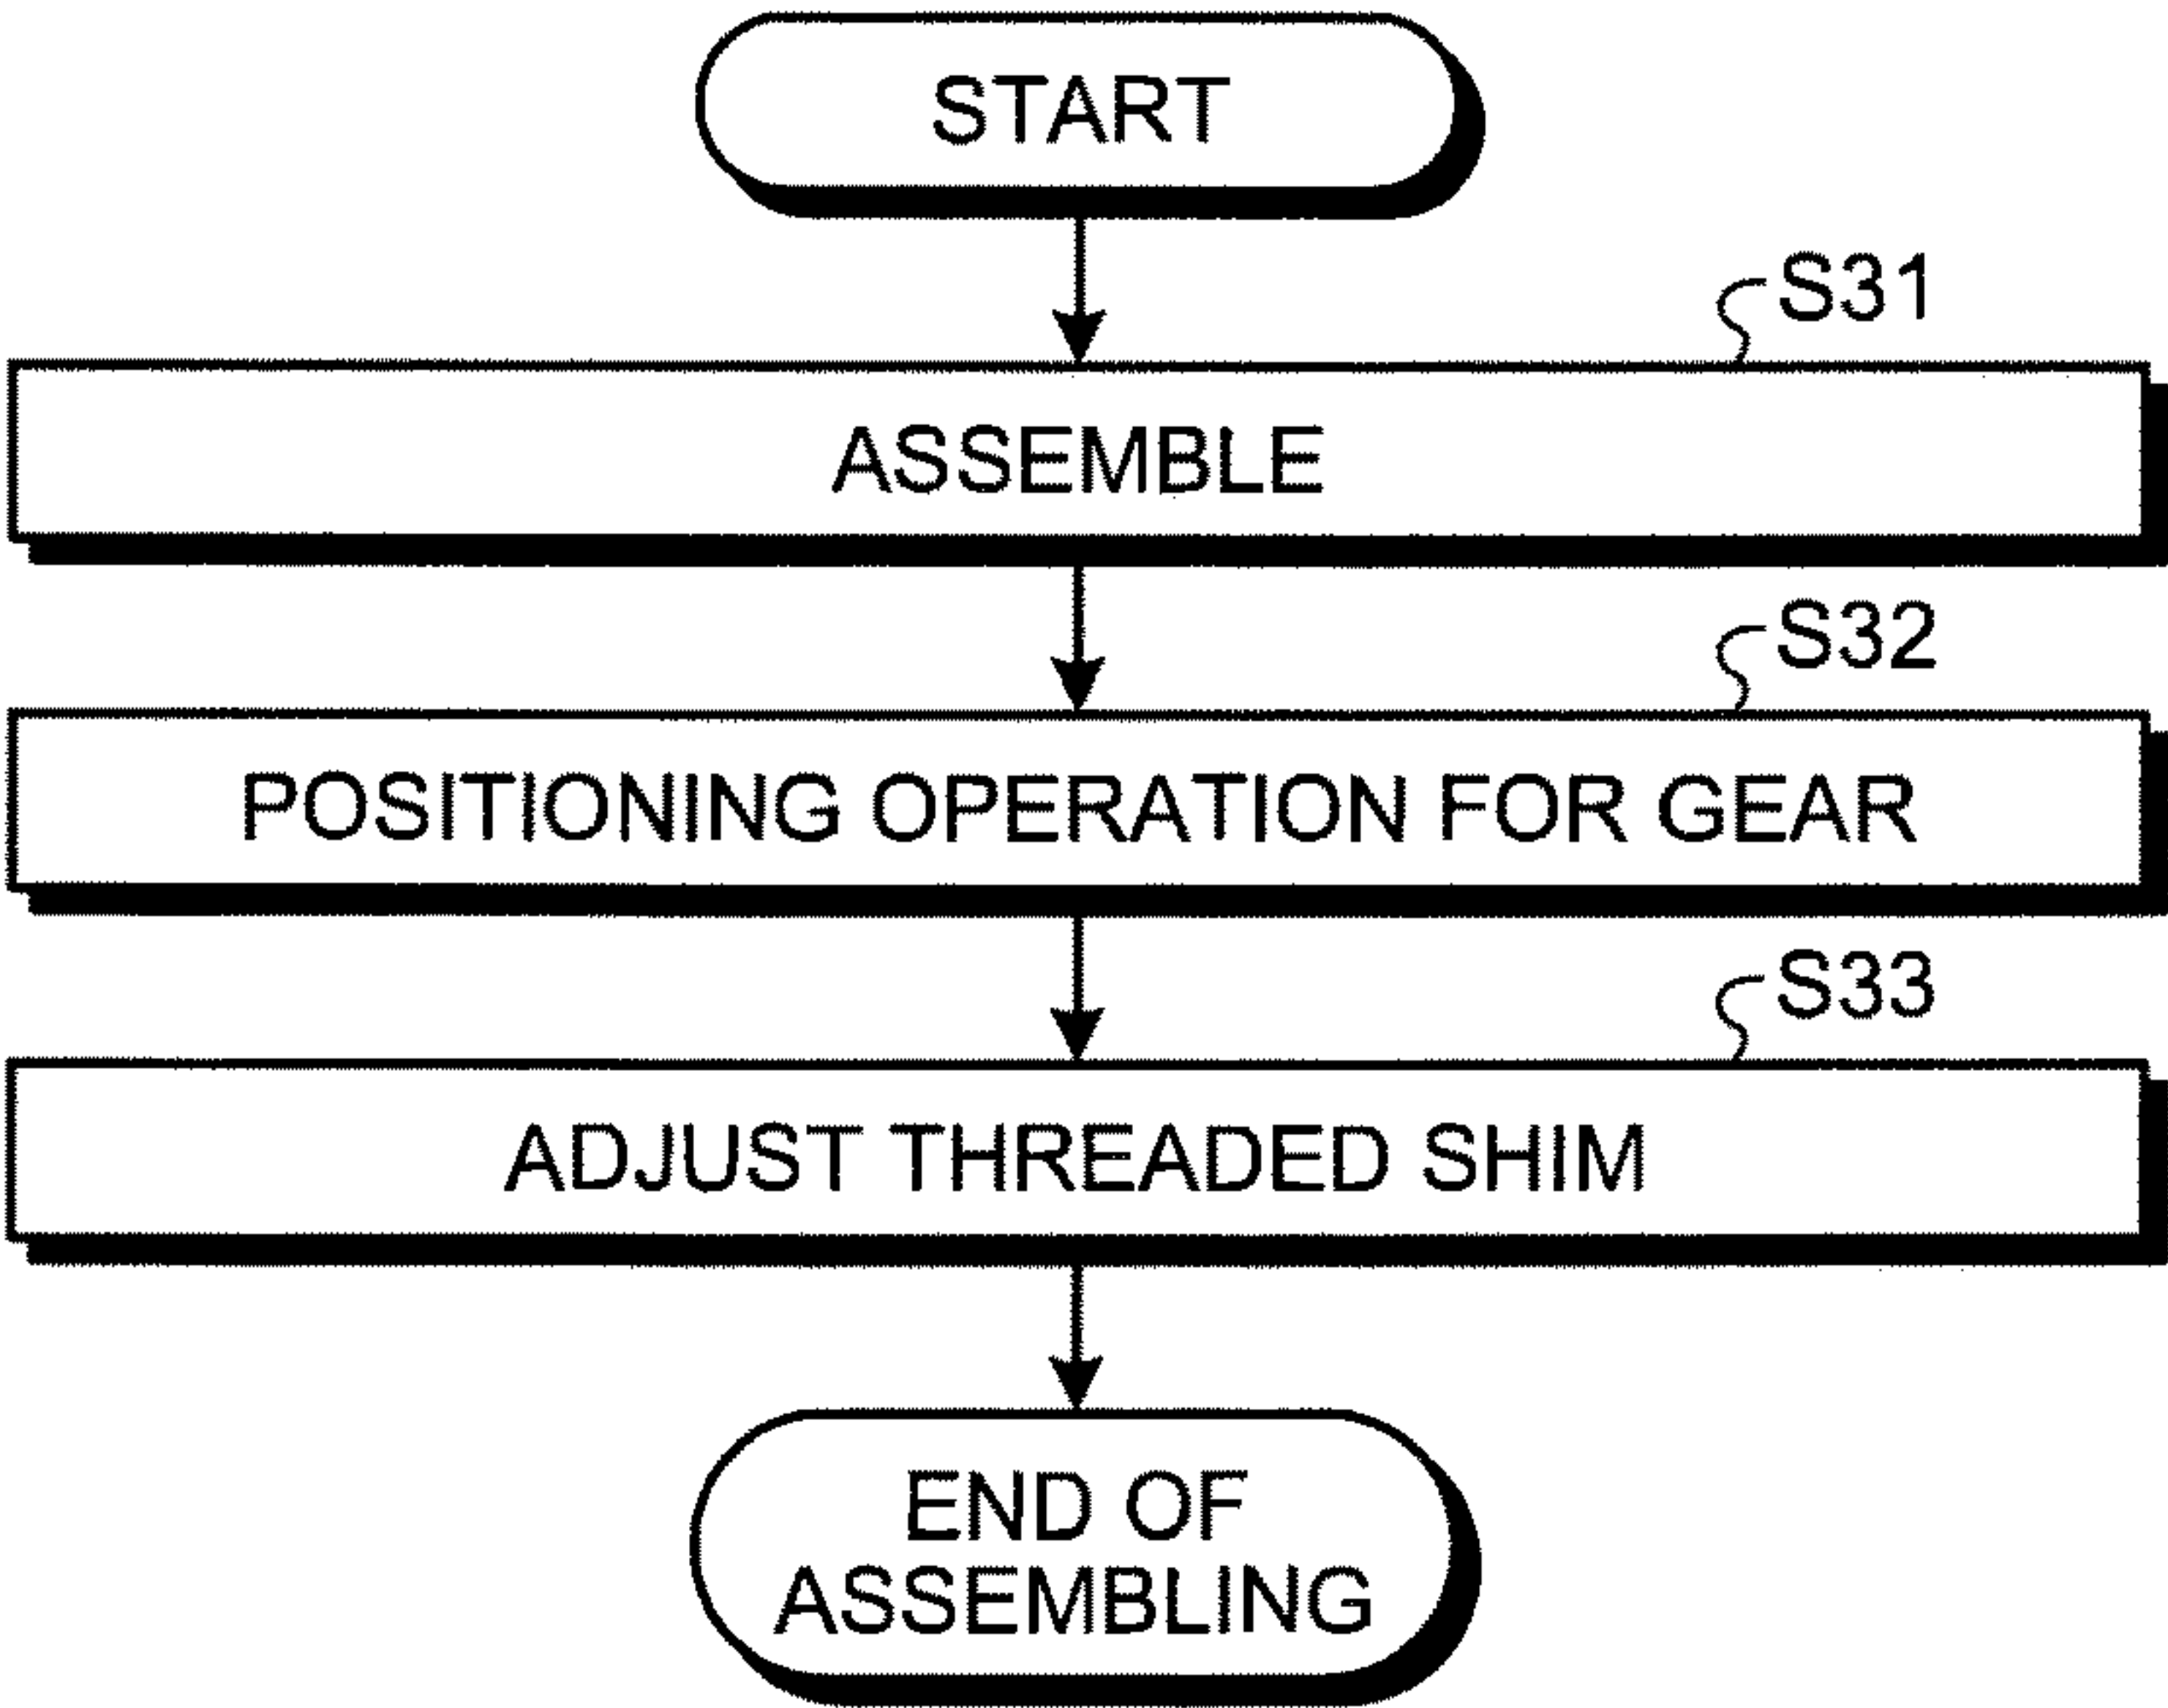 START
S31
ASSEMBLE
S32
POSITIONING OPERATION FOR GEAR
S33
ADJUST THREADED SHIM
END OF
ASSEMBLING